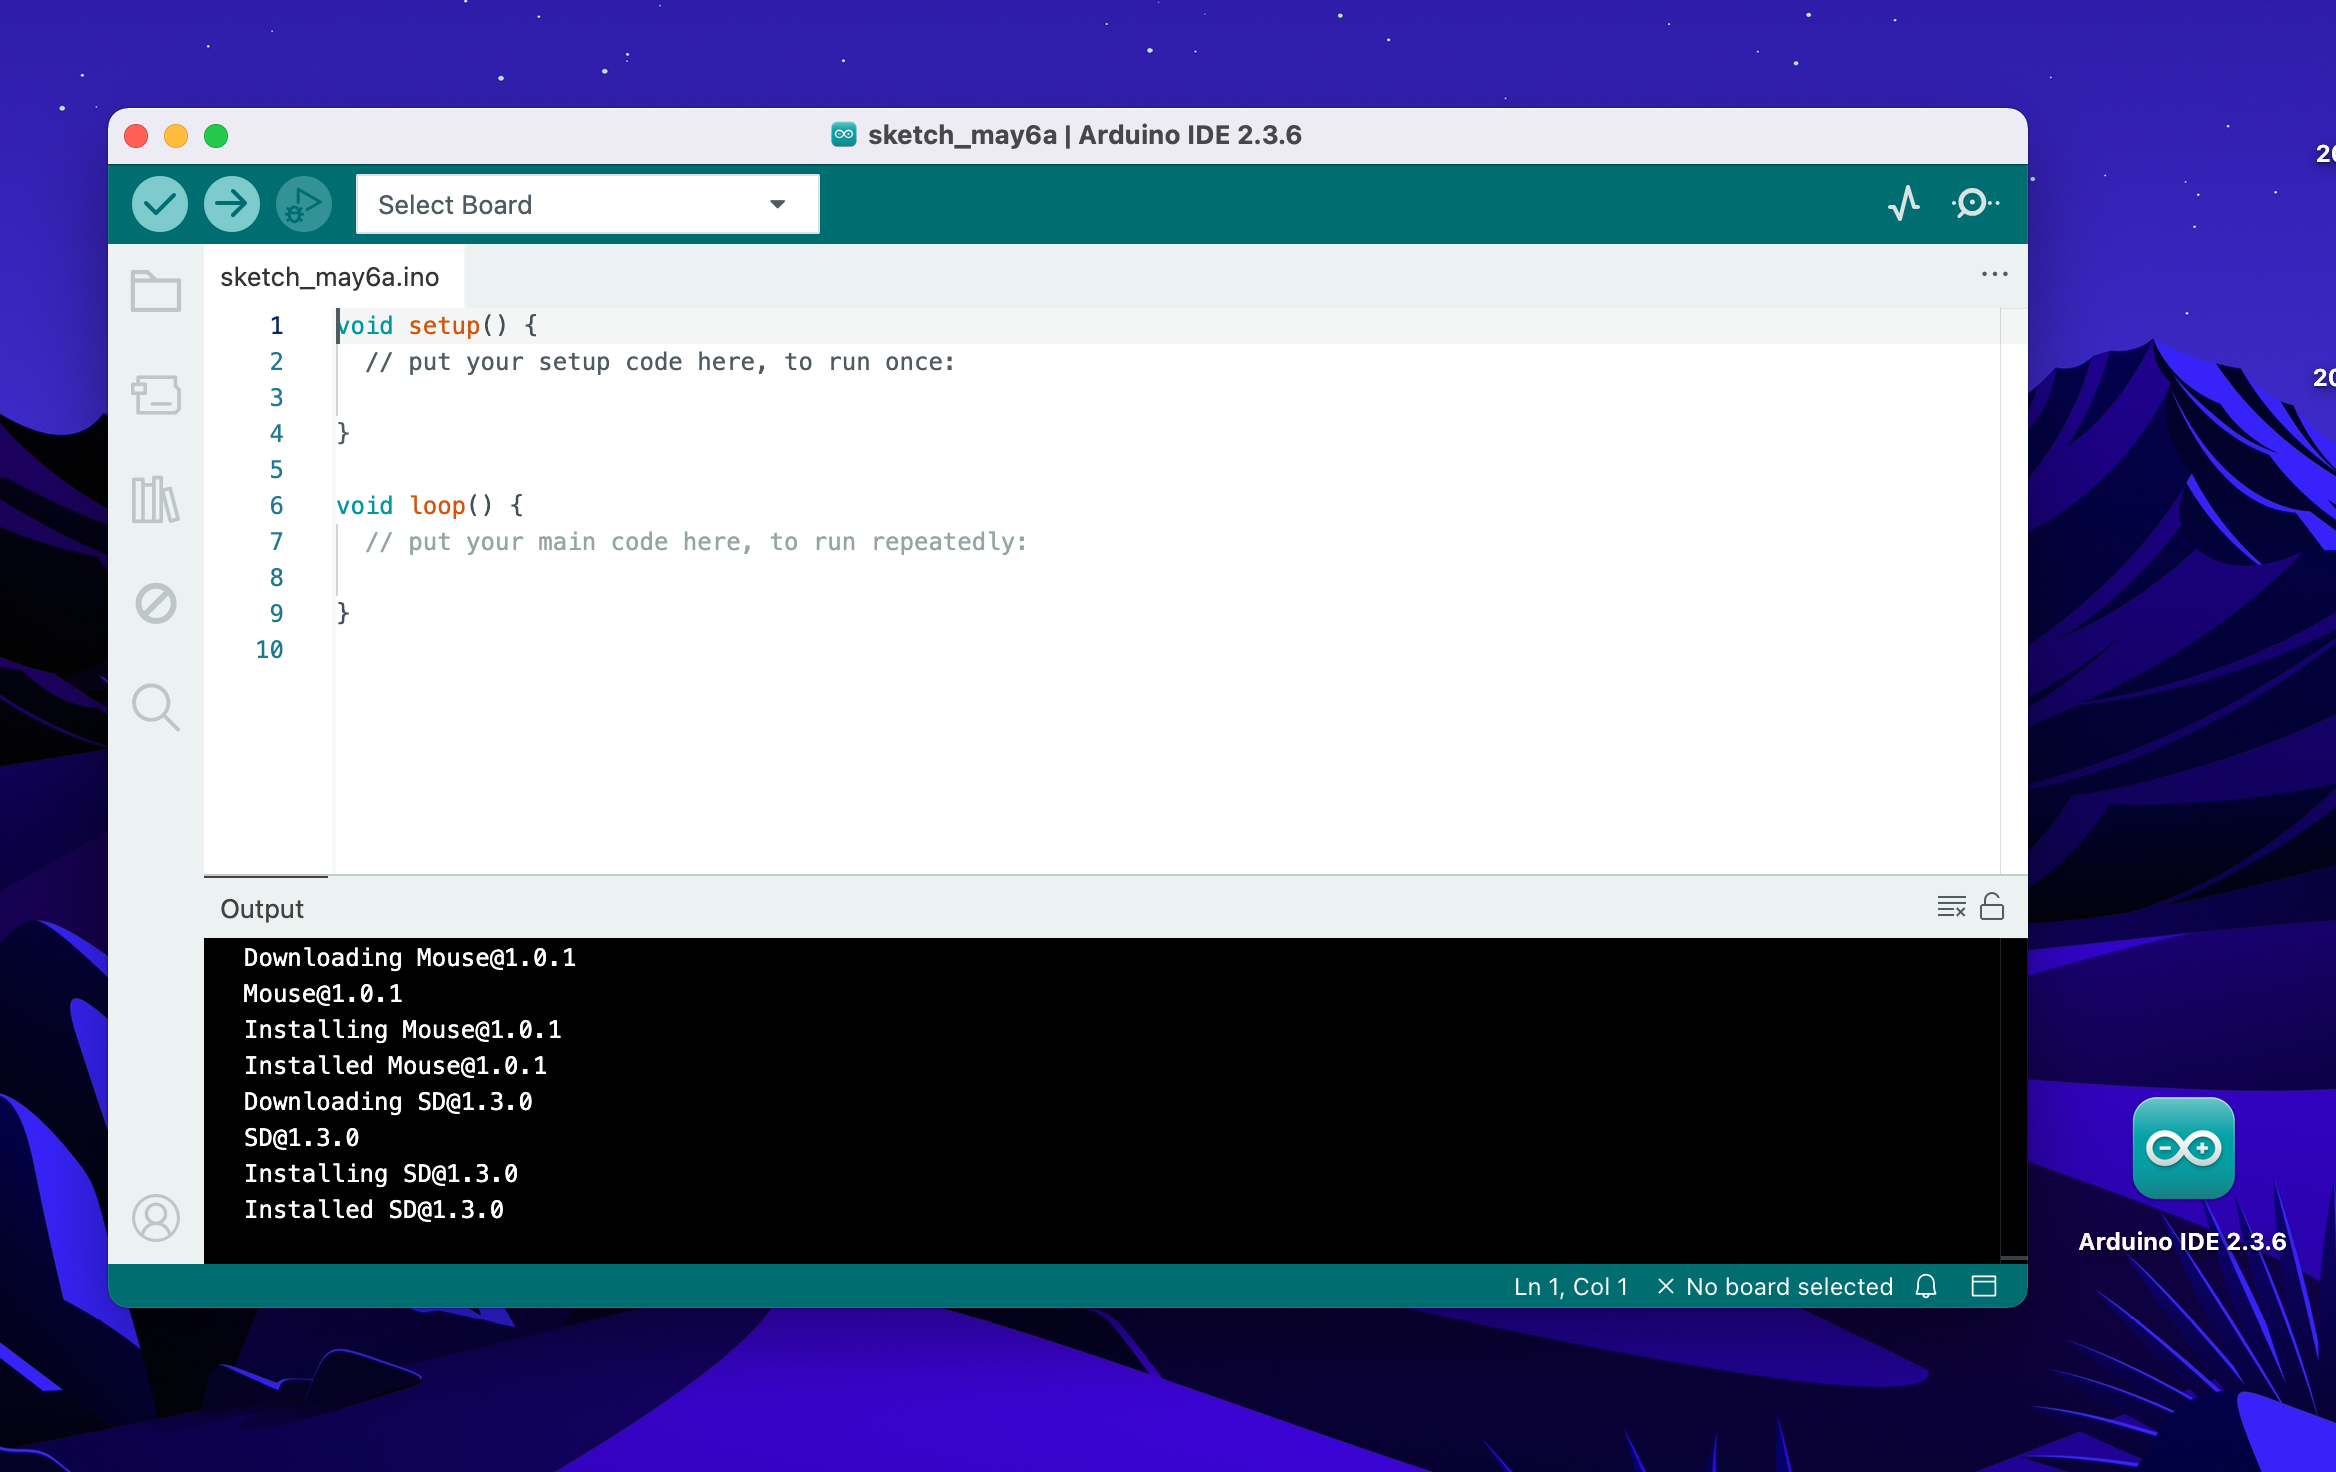 sketch_may6a | Arduino IDE 2.3.6
Select Board
sketch_may6a.ino
1 void setup() {
2 // put your setup code here, to run once:
3
4 }
5
6 void loop() {
7 // put your main code here, to run repeatedly:
8
9 }
10
Output
Downloading Mouse@1.0.1
Mouse@1.0.1
Installing Mouse@1.0.1
Installed Mouse@1.0.1
Downloading SD@1.3.0
SD@1.3.0
Installing SD@1.3.0
Installed SD@1.3.0
Ln 1, Col 1 × No board selected
Arduino IDE 2.3.6